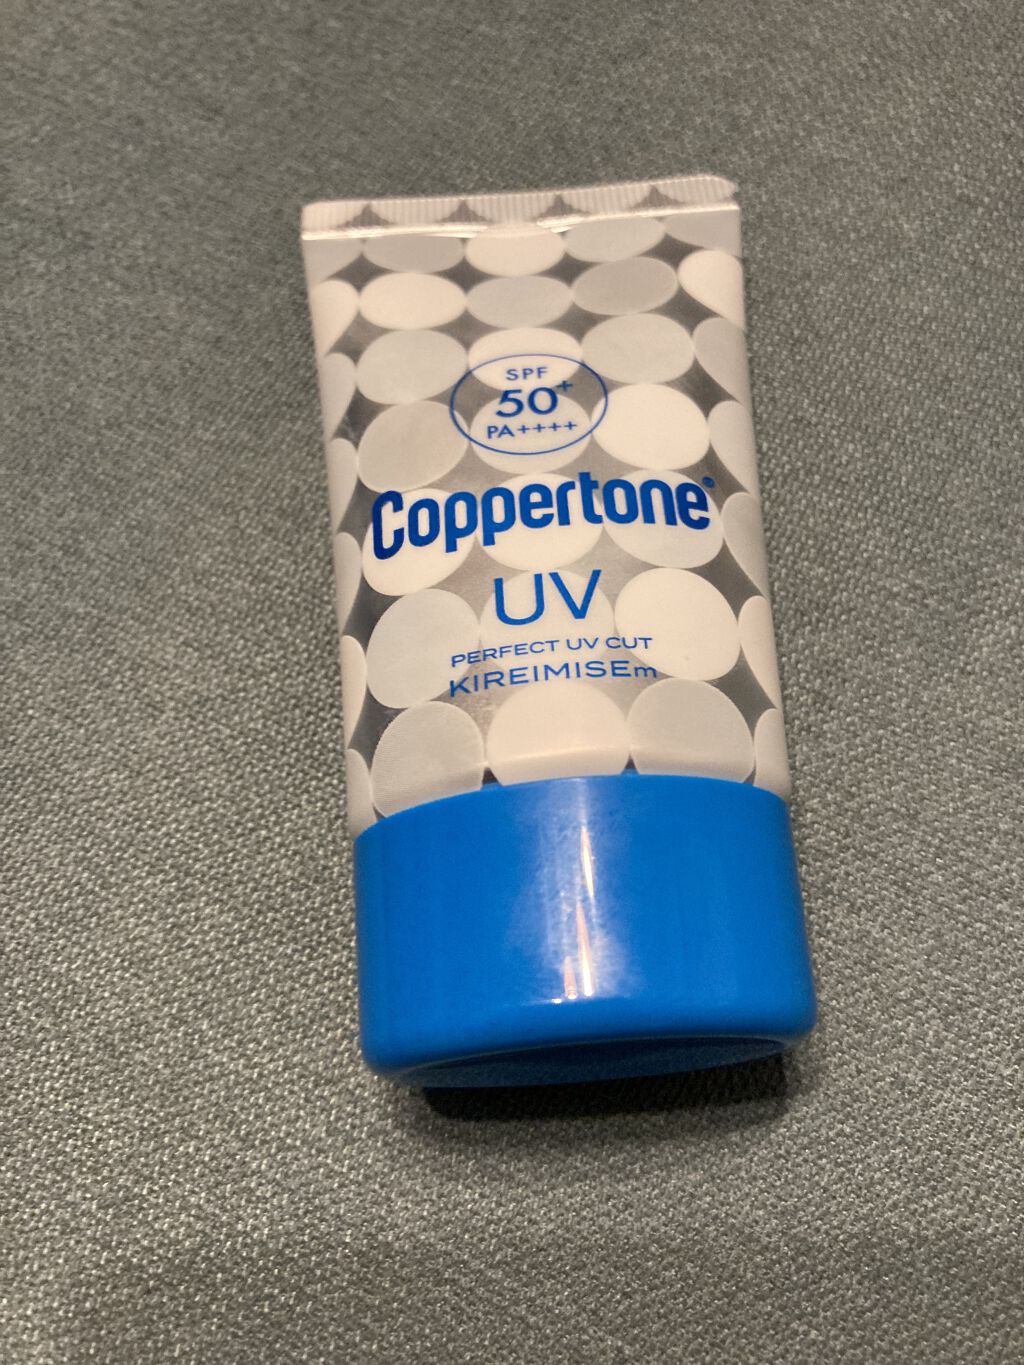 SPF
50+
PA++++
Coppertone®
UV
PERFECT UV CUT
KIREIMISEm